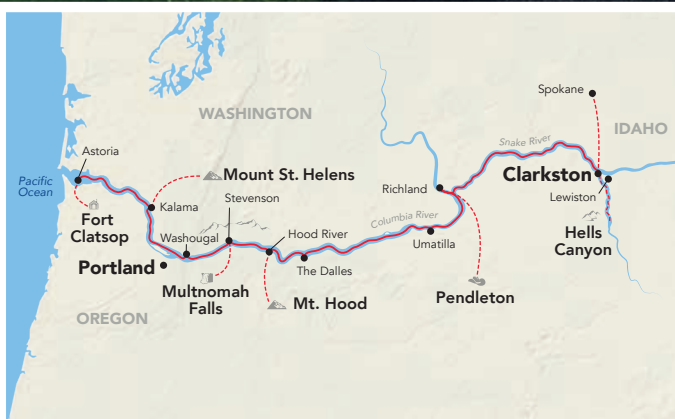 Spokane
WASHINGTON
IDAHO
Snake River
Astoria
Clarkston
Mount St. Helens
Pacific
Ocean
Richland
Lewiston
Stevenson
Kalama
Fort
Clatsop
Columbia River
Hells
Canyon
Washougal
Hood River
Umatilla
Portland
The Dalles
Multnomah
Falls
Mt. Hood
Pendleton
OREGON